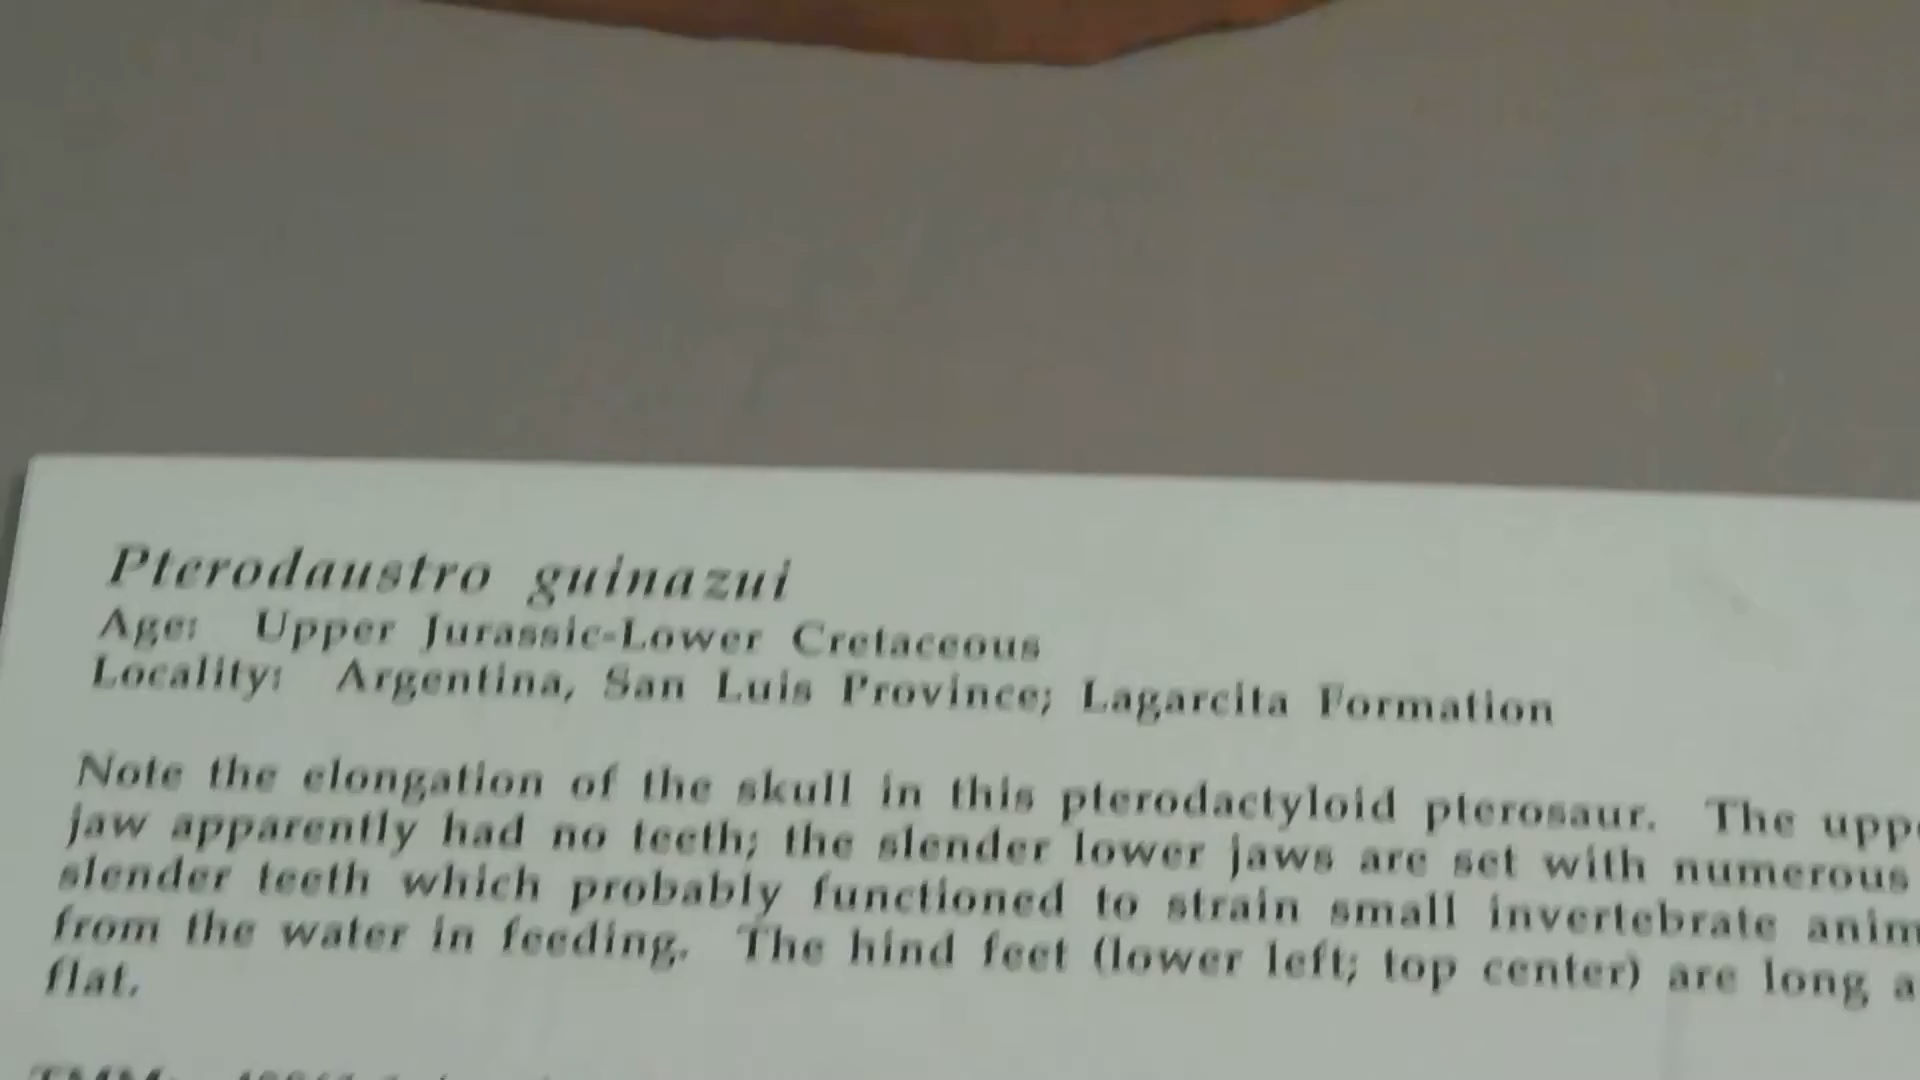 Pterodaustro guinazui
Age: Upper Jurassic-Lower Cretaceous
Locality: Argentina, San Luis Province; Lagarcita Formation
Note the elongation of the skull in this pterodactyloid pterosaur. The upp
jaw apparently had no teeth; the slender lower jaws are set with numerous
slender teeth which probably functioned to strain small invertebrate anim
from the water in feeding. The hind feet (lower left; top center) are long a
flat.
TMM: